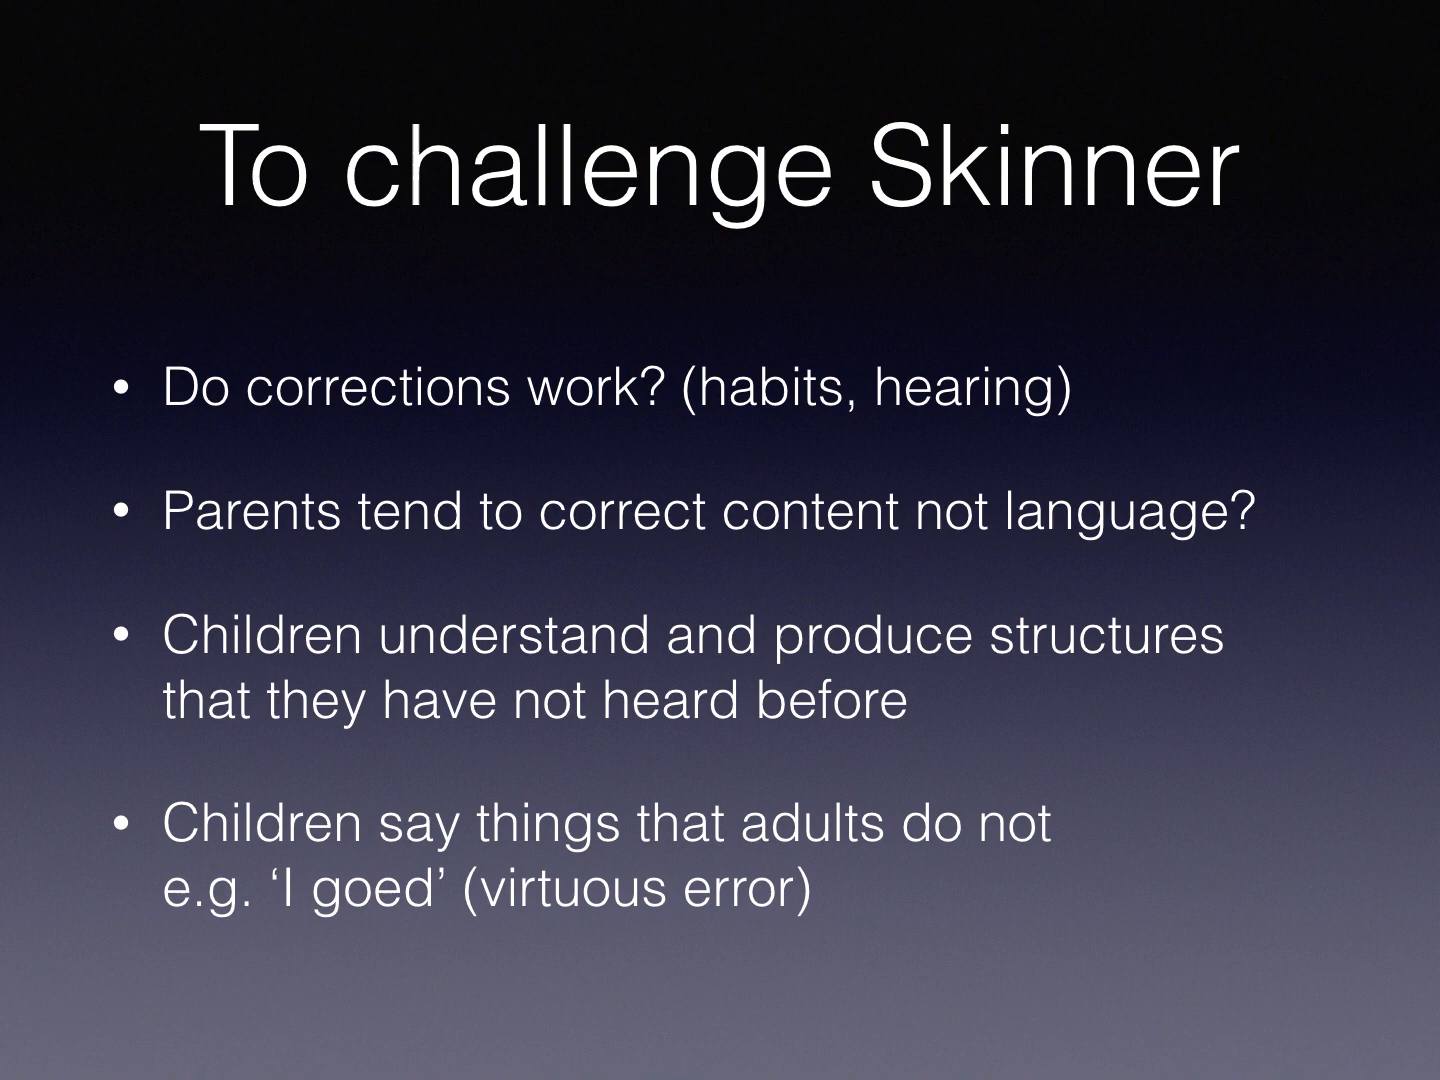 To challenge Skinner
• Do corrections work? (habits, hearing)
• Parents tend to correct content not language?
• Children understand and produce structures
that they have not heard before
• Children say things that adults do not
e.g. ‘I goed’ (virtuous error)